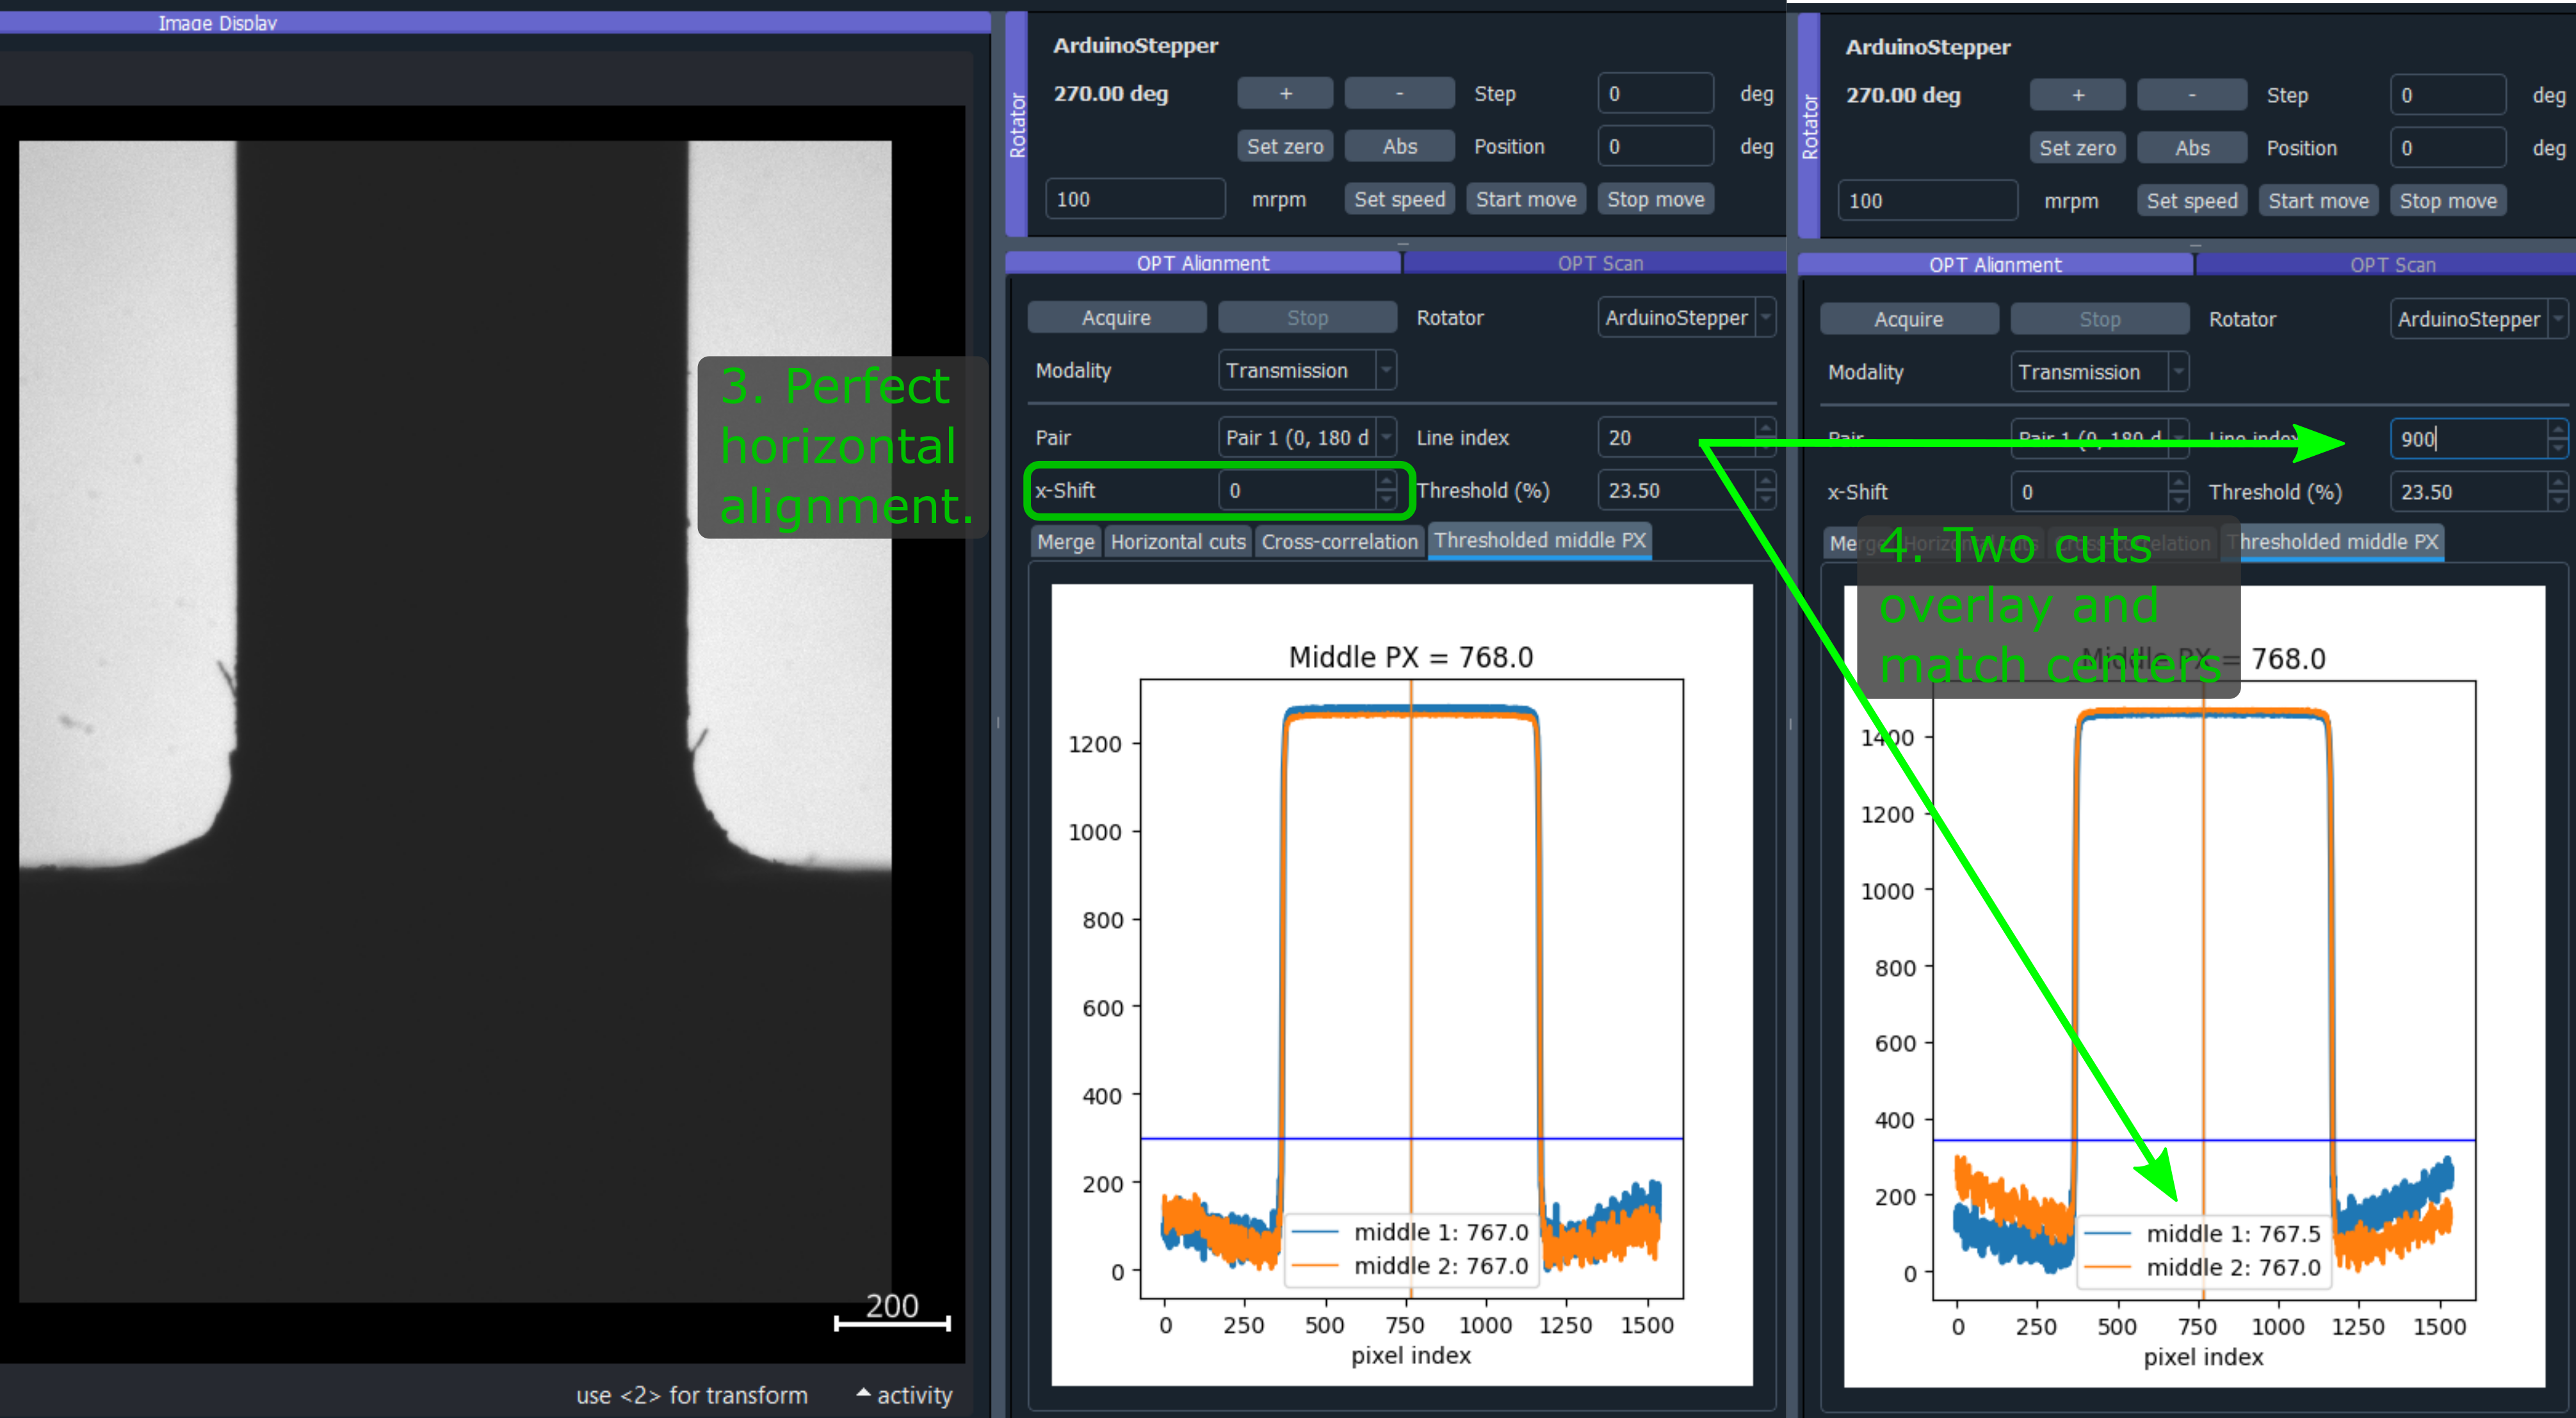 Image Display
3. Perfect
horizontal
alignment.
200
use <2> for transform
activity
Rotator
ArduinoStepper
270.00 deg + - Step 0 deg
Set zero Abs Position 0 deg
100 mrpm Set speed Start move Stop move
OPT Alignment OPT Scan
Acquire Stop Rotator ArduinoStepper
Modality Transmission
Pair Pair 1 (0, 180 d Line index 20
x-Shift 0 Threshold (%) 23.50
Merge Horizontal cuts Cross-correlation Thresholded middle PX
Middle PX = 768.0
1200
1000
800
600
400
200
0
middle 1: 767.0
middle 2: 767.0
0 250 500 750 1000 1250 1500
pixel index
Rotator
ArduinoStepper
270.00 deg + - Step 0 deg
Set zero Abs Position 0 deg
100 mrpm Set speed Start move Stop move
OPT Alignment OPT Scan
Acquire Stop Rotator ArduinoStepper
Modality Transmission
Pair Pair 1 (0, 180 d Line index 900
x-Shift 0 Threshold (%) 23.50
Merge Horizontal cuts Cross-correlation Thresholded middle PX
4. Two cuts
overlay and
match centers
Middle PX = 768.0
1400
1200
1000
800
600
400
200
0
middle 1: 767.5
middle 2: 767.0
0 250 500 750 1000 1250 1500
pixel index